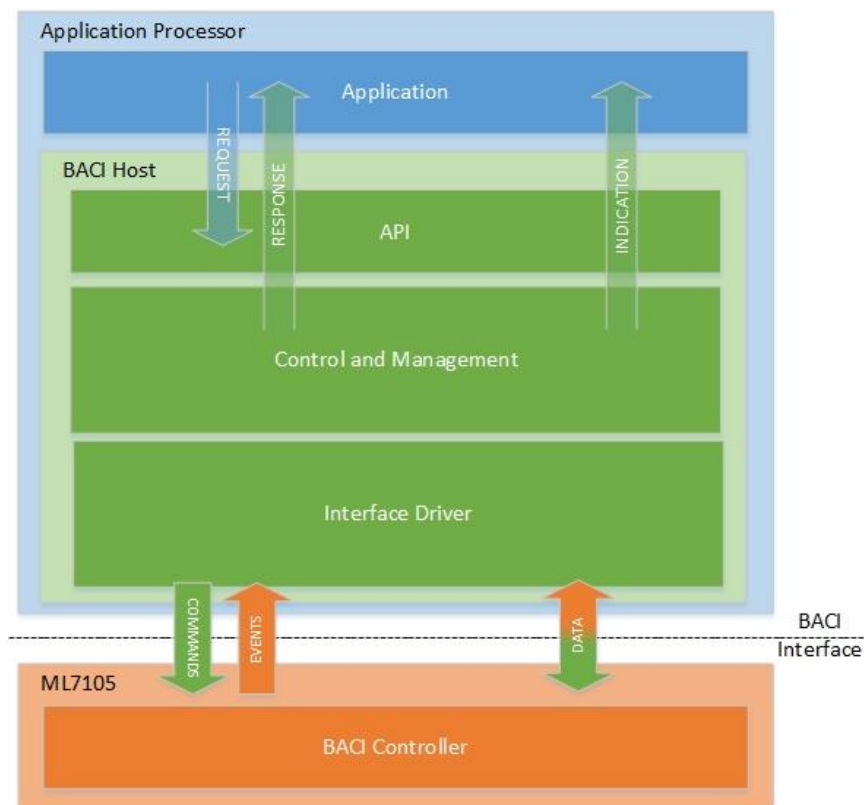 Application Processor
Application
REQUEST
RESPONSE
INDICATION
BACI Host
API
Control and Management
Interface Driver
COMMANDS
EVENTS
DATA
BACI
Interface
ML7105
BACI Controller